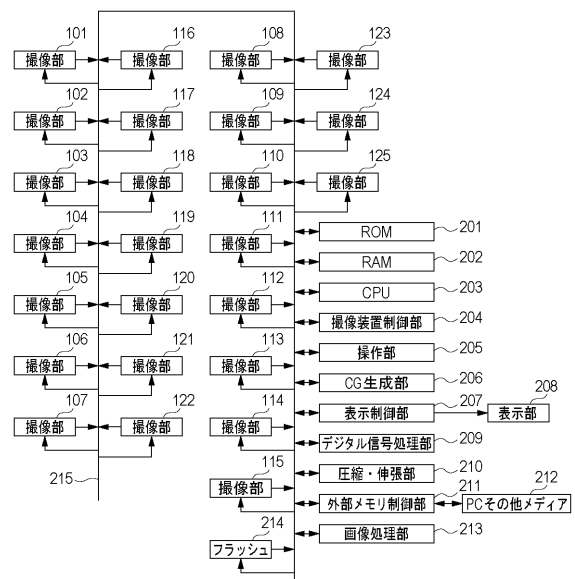 101
撮像部
116
撮像部
108
撮像部
123
撮像部
102
撮像部
117
撮像部
109
撮像部
124
撮像部
103
撮像部
118
撮像部
110
撮像部
125
撮像部
104
撮像部
119
撮像部
111
撮像部
ROM
201
RAM
202
105
撮像部
120
撮像部
112
撮像部
CPU
203
撮像装置制御部
204
106
撮像部
121
撮像部
113
撮像部
操作部
205
CG生成部
206
107
撮像部
122
撮像部
114
撮像部
207
表示制御部
208
表示部
デジタル信号処理部
209
215
115
撮像部
圧縮・伸張部
210
211
外部メモリ制御部
212
PCその他メディア
214
フラッシュ
画像処理部
213